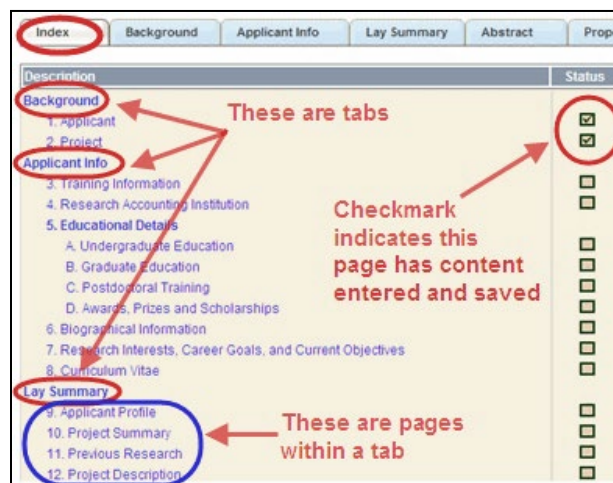 Index Background Applicant Info Lay Summary Abstract Prop
Description Status
Background
1. Applicant
2. Project
Applicant Info
3. Training Information
4. Research Accounting Institution
5. Educational Details
A. Undergraduate Education
B. Graduate Education
C. Postdoctoral Training
D. Awards, Prizes and Scholarships
6. Biographical Information
7. Research Interests, Career Goals, and Current Objectives
8. Curriculum Vitae
Lay Summary
9. Applicant Profile
10. Project Summary
11. Previous Research
12. Project Description
These are tabs
Checkmark
indicates this
page has content
entered and saved
These are pages
within a tab